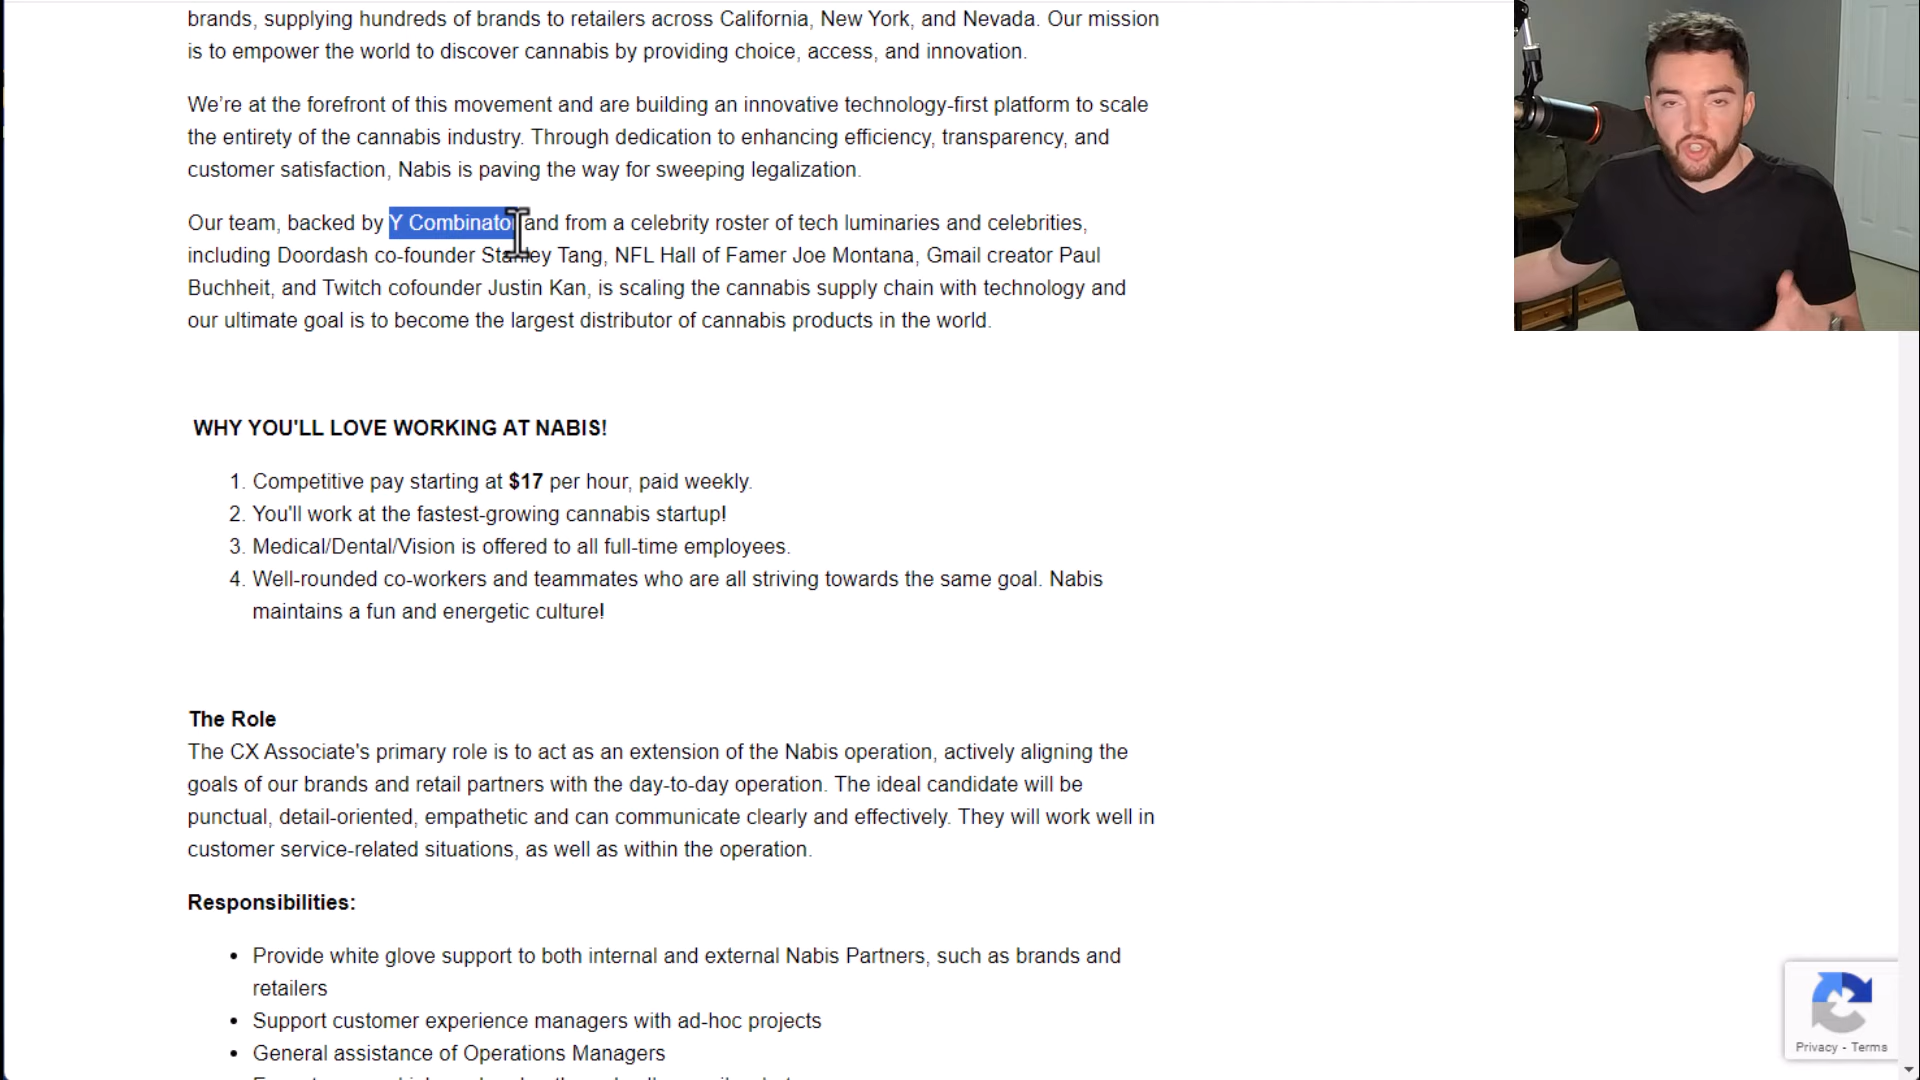 brands, supplying hundreds of brands to retailers across California, New York, and Nevada. Our mission
is to empower the world to discover cannabis by providing choice, access, and innovation.
We’re at the forefront of this movement and are building an innovative technology-first platform to scale
the entirety of the cannabis industry. Through dedication to enhancing efficiency, transparency, and
customer satisfaction, Nabis is paving the way for sweeping legalization.
Our team, backed by Y Combinator and from a celebrity roster of tech luminaries and celebrities,
including Doordash co-founder Stanley Tang, NFL Hall of Famer Joe Montana, Gmail creator Paul
Buchheit, and Twitch cofounder Justin Kan, is scaling the cannabis supply chain with technology and
our ultimate goal is to become the largest distributor of cannabis products in the world.
WHY YOU'LL LOVE WORKING AT NABIS!
1. Competitive pay starting at $17 per hour, paid weekly.
2. You'll work at the fastest-growing cannabis startup!
3. Medical/Dental/Vision is offered to all full-time employees.
4. Well-rounded co-workers and teammates who are all striving towards the same goal. Nabis
maintains a fun and energetic culture!
The Role
The CX Associate's primary role is to act as an extension of the Nabis operation, actively aligning the
goals of our brands and retail partners with the day-to-day operation. The ideal candidate will be
punctual, detail-oriented, empathetic and can communicate clearly and effectively. They will work well in
customer service-related situations, as well as within the operation.
Responsibilities:
• Provide white glove support to both internal and external Nabis Partners, such as brands and
retailers
• Support customer experience managers with ad-hoc projects
• General assistance of Operations Managers
Privacy - Terms